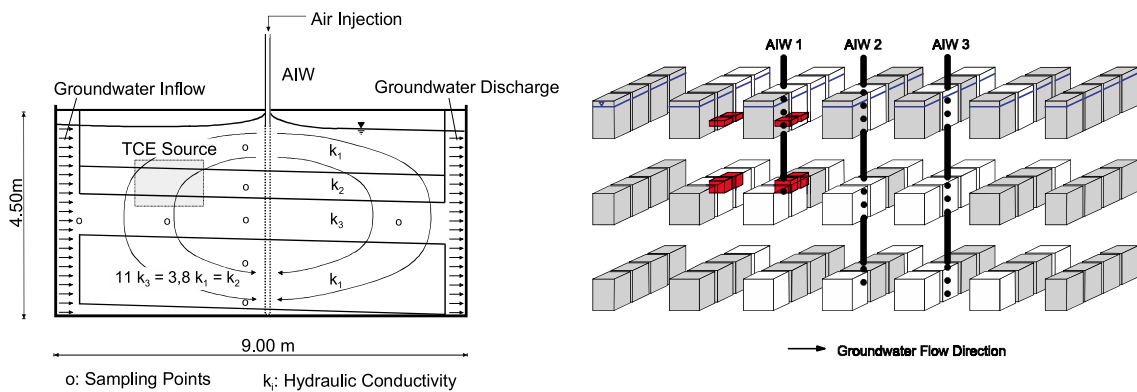 Air Injection
AIW
Groundwater Inflow
Groundwater Discharge
TCE Source
k1
k2
k3
k1
11 k3 = 3,8 k1 = k2
4.50m
9.00 m
o: Sampling Points
ki: Hydraulic Conductivity
AIW 1 AIW 2 AIW 3
Groundwater Flow Direction